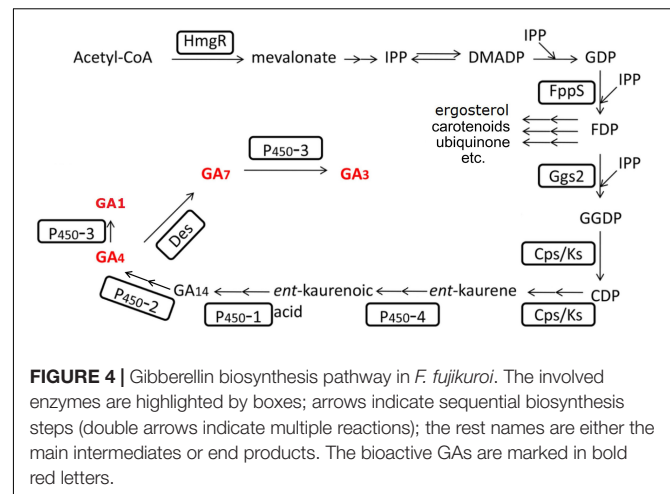 HmgR
IPP
Acetyl-CoA mevalonate IPP DMADP GDP
FppS IPP
ergosterol
carotenoids FDP
ubiquinone
etc.
P450-3
GA7 GA3
Ggs2 IPP
GA1
GGDP
P450-3 Des
GA4
Cps/Ks
P450-2 GA14 ent-kaurenoic ent-kaurene CDP
P450-1 acid P450-4 Cps/Ks
FIGURE 4 | Gibberellin biosynthesis pathway in F. fujikuroi. The involved
enzymes are highlighted by boxes; arrows indicate sequential biosynthesis
steps (double arrows indicate multiple reactions); the rest names are either the
main intermediates or end products. The bioactive GAs are marked in bold
red letters.